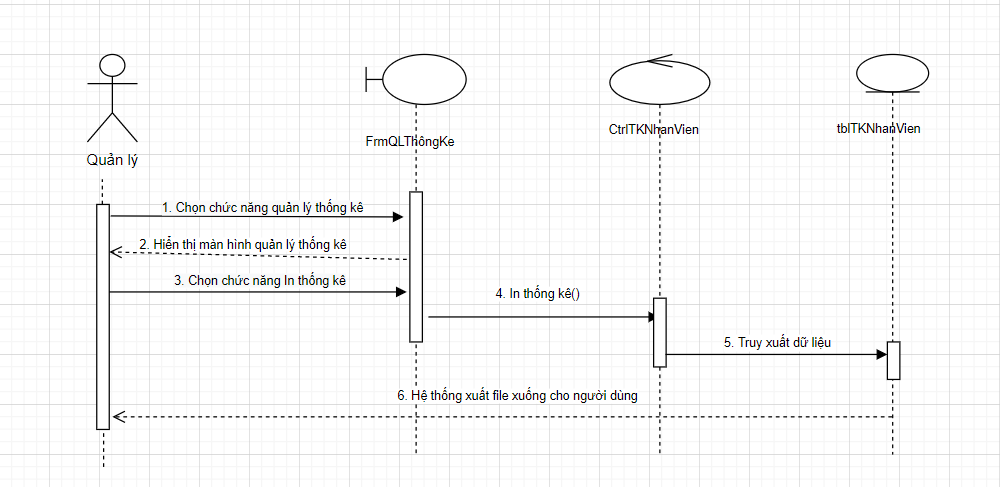 Quản lý
FrmQLThôngKe
CtrlTKNhanVien
tblTKNhanVien
1. Chọn chức năng quản lý thống kê
2. Hiển thị màn hình quản lý thống kê
3. Chọn chức năng In thống kê
4. In thống kê()
5. Truy xuất dữ liệu
6. Hệ thống xuất file xuống cho người dùng